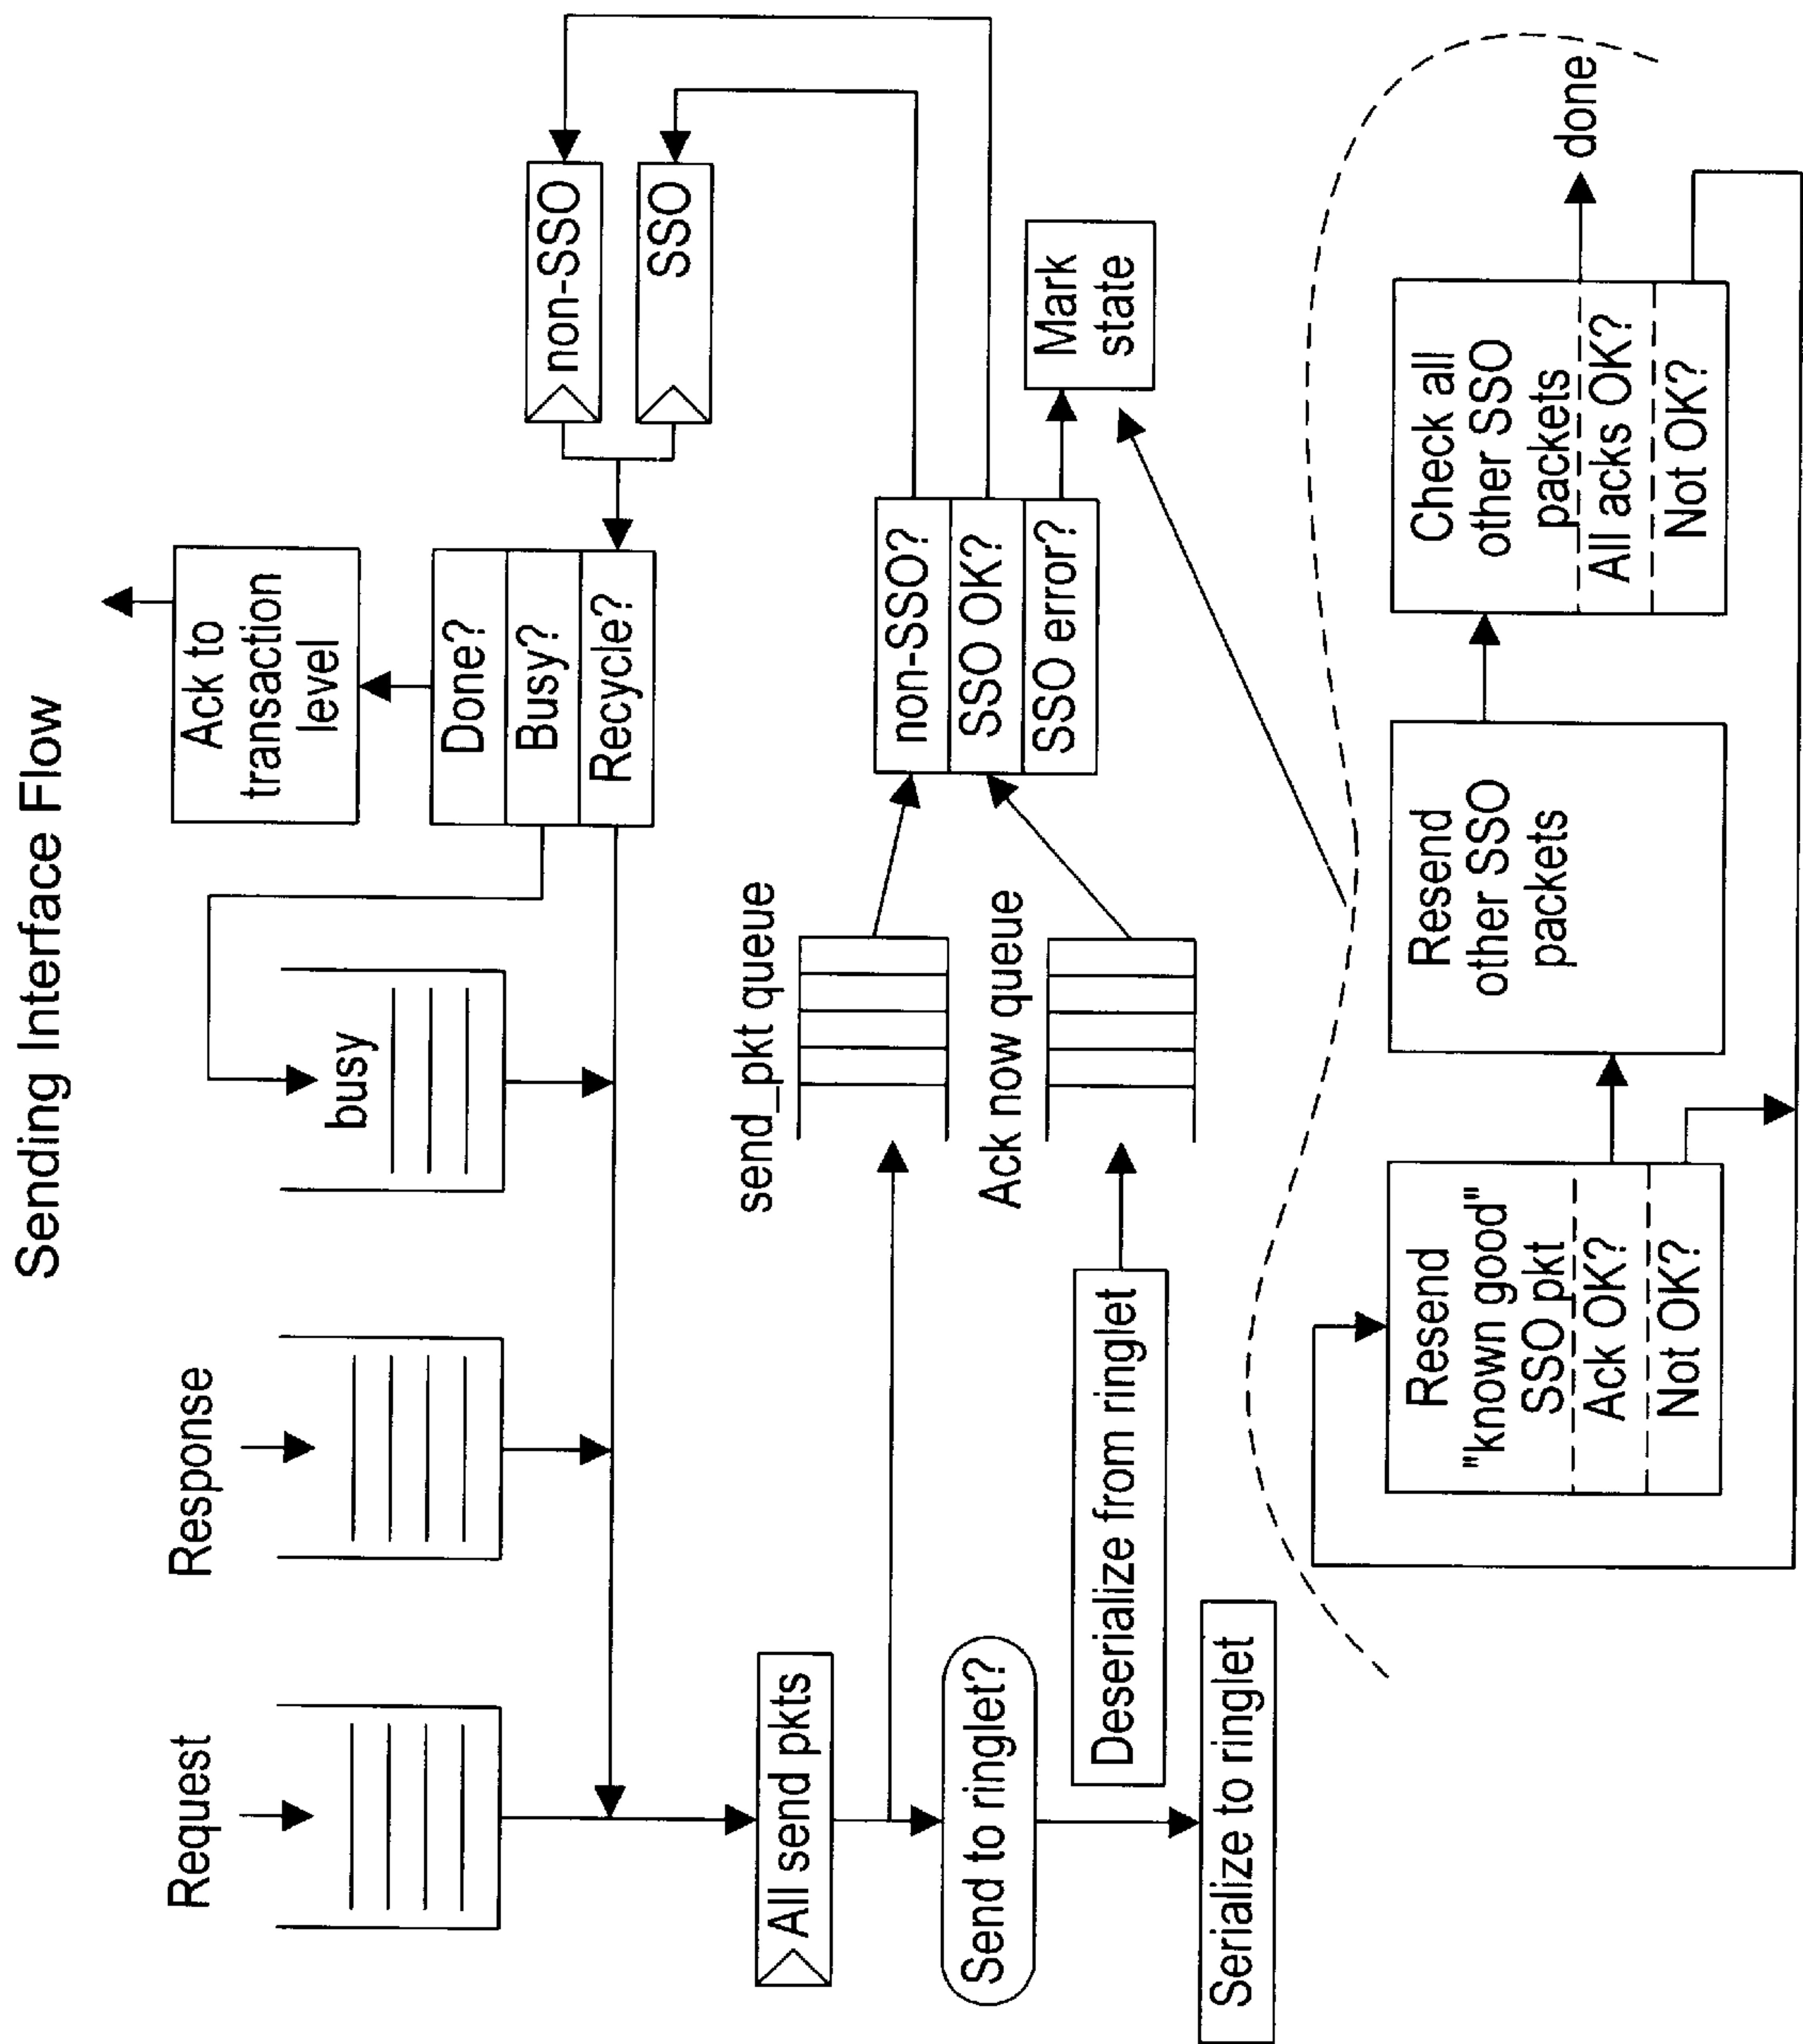 Sending Interface Flow
Request
Response
busy
Ack to
transaction
level
Done?
Busy?
Recycle?
non-SSO
SSO
All send pkts
send_pkt queue
Send to ringlet?
Ack now queue
non-SSO?
SSO OK?
SSO error?
Mark
state
Deserialize from ringlet
Serialize to ringlet
Resend
"known good"
SSO pkt
Ack OK?
Not OK?
Resend
other SSO
packets
Check all
other SSO
packets
All acks OK?
Not OK?
done